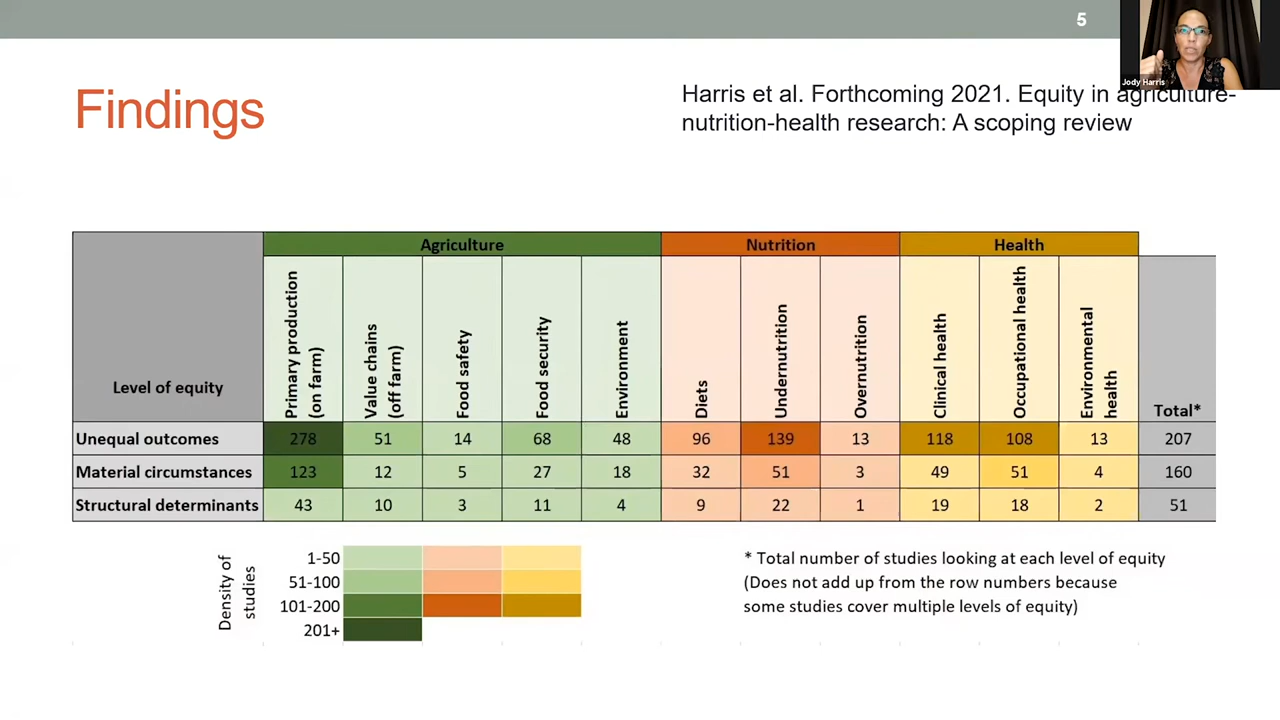 5
Jody Harris
Findings
Harris et al. Forthcoming 2021. Equity in agriculture-
nutrition-health research: A scoping review
Level of equity
Agriculture
Nutrition
Health
Primary production
(on farm)
Value chains
(off farm)
Food safety
Food security
Environment
Diets
Undernutrition
Overnutrition
Clinical health
Occupational health
Environmental
health
Total*
Unequal outcomes 278 51 14 68 48 96 139 13 118 108 13 207
Material circumstances 123 12 5 27 18 32 51 3 49 51 4 160
Structural determinants 43 10 3 11 4 9 22 1 19 18 2 51
Density of
studies
1-50
51-100
101-200
201+
* Total number of studies looking at each level of equity
(Does not add up from the row numbers because
some studies cover multiple levels of equity)